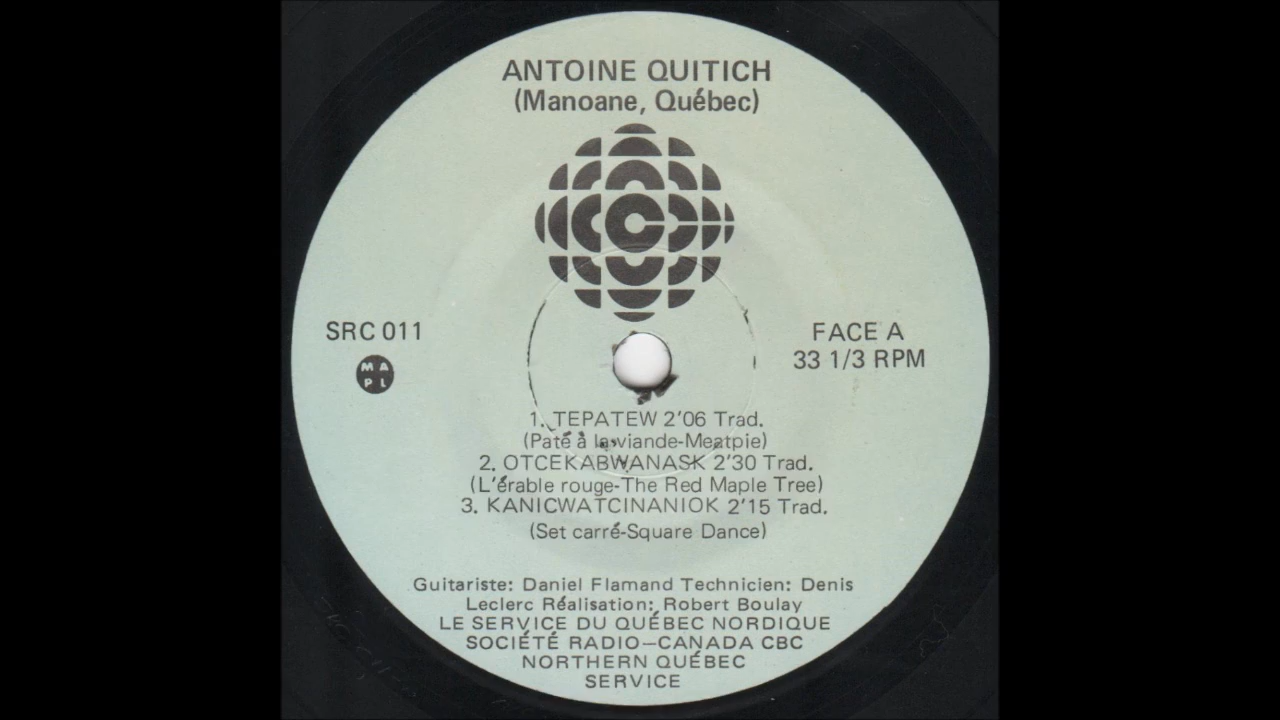 ANTOINE QUITICH
(Manoane, Québec)
SRC 011
FACE A
33 1/3 RPM
M A
P L
1. TEPATEW 2'06 Trad.
(Paté à la viande-Meatpie)
2. OTCEKABWANASK 2'30 Trad.
(L'érable rouge-The Red Maple Tree)
3. KANICWATCINANIOK 2'15 Trad.
(Set carré-Square Dance)
Guitariste: Daniel Flamand Technicien: Denis
Leclerc Réalisation: Robert Boulay
LE SERVICE DU QUÉBEC NORDIQUE
SOCIÉTÉ RADIO—CANADA CBC
NORTHERN QUÉBEC
SERVICE